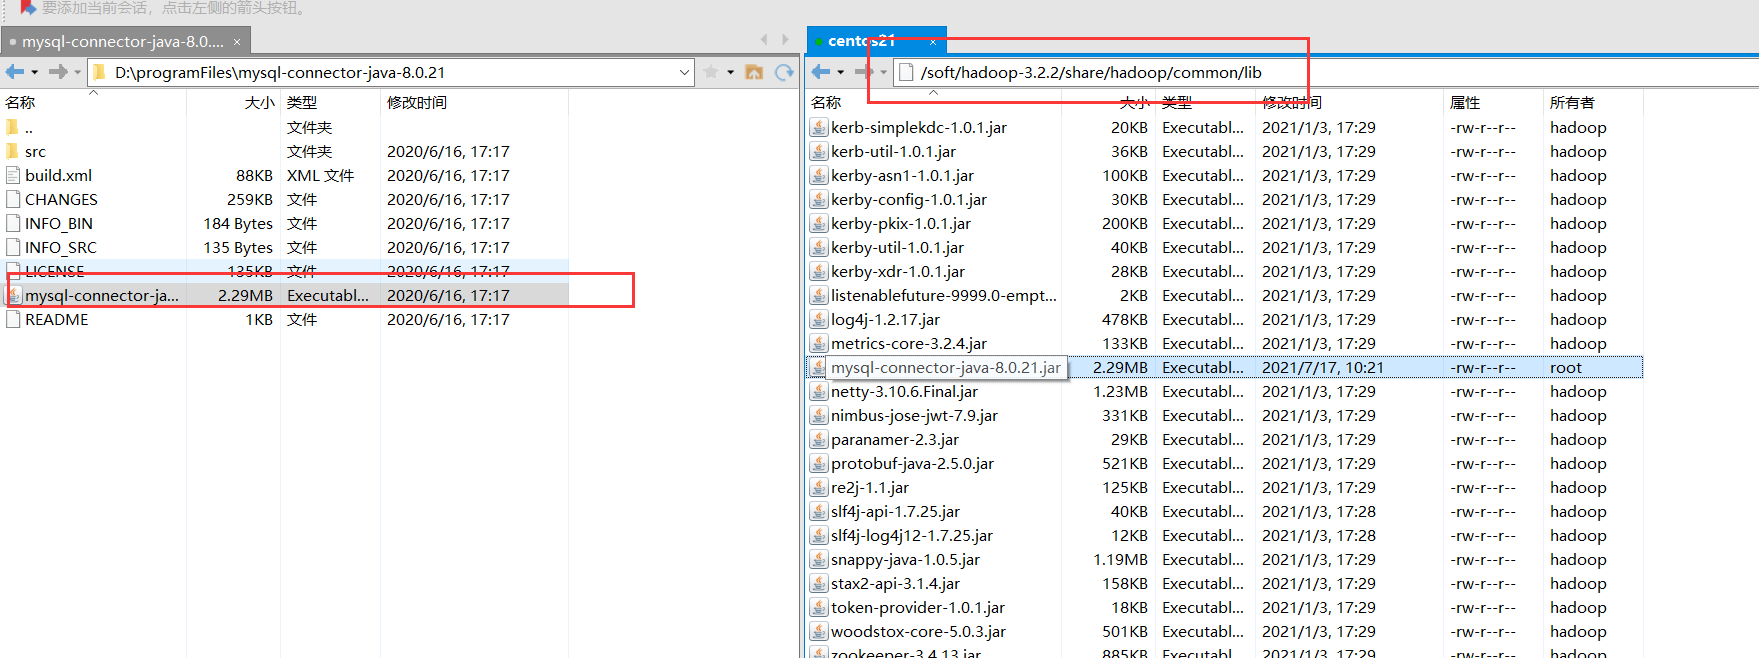 要添加当前会话，点击左侧的箭头按钮。
mysql-connector-java-8.0.... ×
D:\programFiles\mysql-connector-java-8.0.21
名称 大小 类型 修改时间
.. 文件夹
src 文件夹 2020/6/16, 17:17
build.xml 88KB XML 文件 2020/6/16, 17:17
CHANGES 259KB 文件 2020/6/16, 17:17
INFO_BIN 184 Bytes 文件 2020/6/16, 17:17
INFO_SRC 135 Bytes 文件 2020/6/16, 17:17
LICENSE 135KB 文件 2020/6/16, 17:17
mysql-connector-ja... 2.29MB Executabl... 2020/6/16, 17:17
README 1KB 文件 2020/6/16, 17:17
centos21 ×
/soft/hadoop-3.2.2/share/hadoop/common/lib
名称 大小 类型 修改时间 属性 所有者
kerb-simplekdc-1.0.1.jar 20KB Executabl... 2021/1/3, 17:29 -rw-r--r-- hadoop
kerb-util-1.0.1.jar 36KB Executabl... 2021/1/3, 17:29 -rw-r--r-- hadoop
kerby-asn1-1.0.1.jar 100KB Executabl... 2021/1/3, 17:29 -rw-r--r-- hadoop
kerby-config-1.0.1.jar 30KB Executabl... 2021/1/3, 17:29 -rw-r--r-- hadoop
kerby-pkix-1.0.1.jar 200KB Executabl... 2021/1/3, 17:29 -rw-r--r-- hadoop
kerby-util-1.0.1.jar 40KB Executabl... 2021/1/3, 17:29 -rw-r--r-- hadoop
kerby-xdr-1.0.1.jar 28KB Executabl... 2021/1/3, 17:29 -rw-r--r-- hadoop
listenablefuture-9999.0-empt... 2KB Executabl... 2021/1/3, 17:29 -rw-r--r-- hadoop
log4j-1.2.17.jar 478KB Executabl... 2021/1/3, 17:29 -rw-r--r-- hadoop
metrics-core-3.2.4.jar 133KB Executabl... 2021/1/3, 17:29 -rw-r--r-- hadoop
mysql-connector-java-8.0.21.jar 2.29MB Executabl... 2021/7/17, 10:21 -rw-r--r-- root
netty-3.10.6.Final.jar 1.23MB Executabl... 2021/1/3, 17:29 -rw-r--r-- hadoop
nimbus-jose-jwt-7.9.jar 331KB Executabl... 2021/1/3, 17:29 -rw-r--r-- hadoop
paranamer-2.3.jar 29KB Executabl... 2021/1/3, 17:29 -rw-r--r-- hadoop
protobuf-java-2.5.0.jar 521KB Executabl... 2021/1/3, 17:29 -rw-r--r-- hadoop
re2j-1.1.jar 125KB Executabl... 2021/1/3, 17:29 -rw-r--r-- hadoop
slf4j-api-1.7.25.jar 40KB Executabl... 2021/1/3, 17:28 -rw-r--r-- hadoop
slf4j-log4j12-1.7.25.jar 12KB Executabl... 2021/1/3, 17:28 -rw-r--r-- hadoop
snappy-java-1.0.5.jar 1.19MB Executabl... 2021/1/3, 17:29 -rw-r--r-- hadoop
stax2-api-3.1.4.jar 158KB Executabl... 2021/1/3, 17:29 -rw-r--r-- hadoop
token-provider-1.0.1.jar 18KB Executabl... 2021/1/3, 17:29 -rw-r--r-- hadoop
woodstox-core-5.0.3.jar 501KB Executabl... 2021/1/3, 17:29 -rw-r--r-- hadoop
zookeeper-3.4.13.jar 885KB Executabl... 2021/1/3, 17:29 -rw-r--r-- hadoop